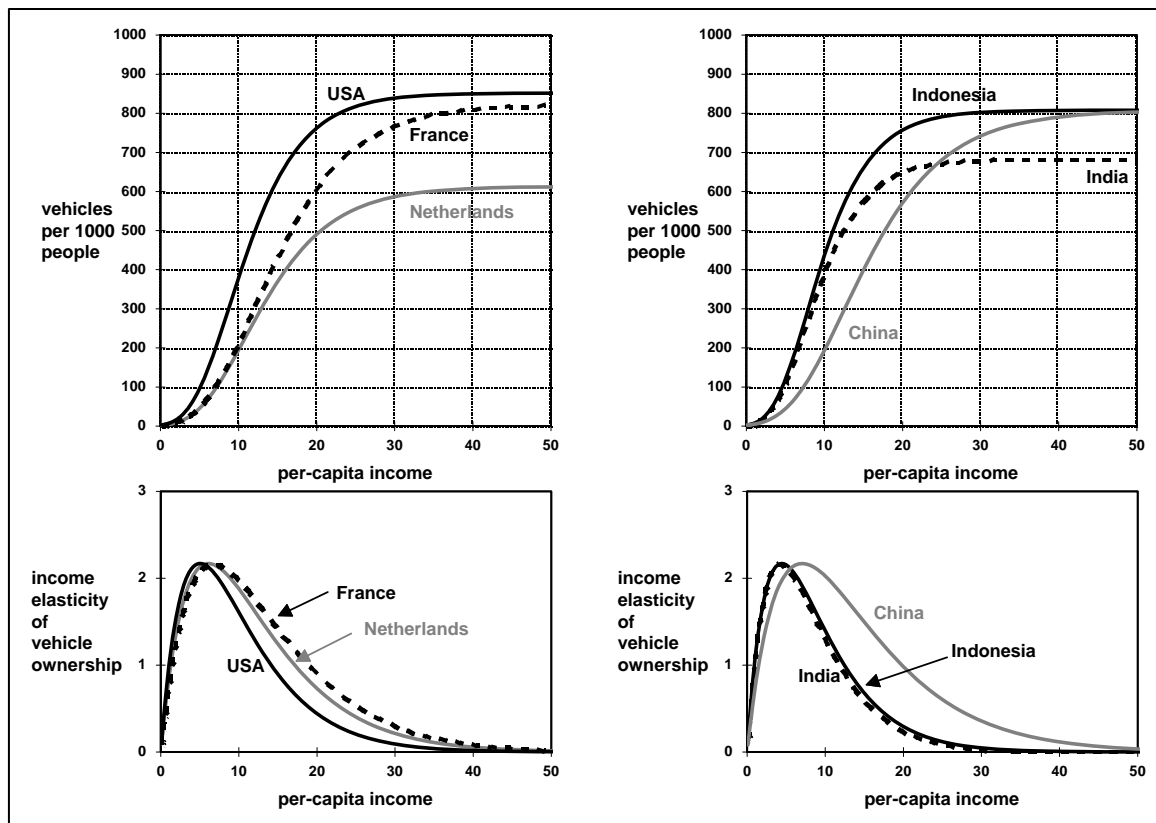 1000
900
800
700
600
500
400
300
200
100
0
vehicles
per 1000
people
USA
France
Netherlands
0 10 20 30 40 50
per-capita income
1000
900
800
700
600
500
400
300
200
100
0
vehicles
per 1000
people
Indonesia
India
China
0 10 20 30 40 50
per-capita income
3
2
1
0
income
elasticity
of
vehicle
ownership
France
Netherlands
USA
0 10 20 30 40 50
per-capita income
3
2
1
0
income
elasticity
of
vehicle
ownership
China
Indonesia
India
0 10 20 30 40 50
per-capita income